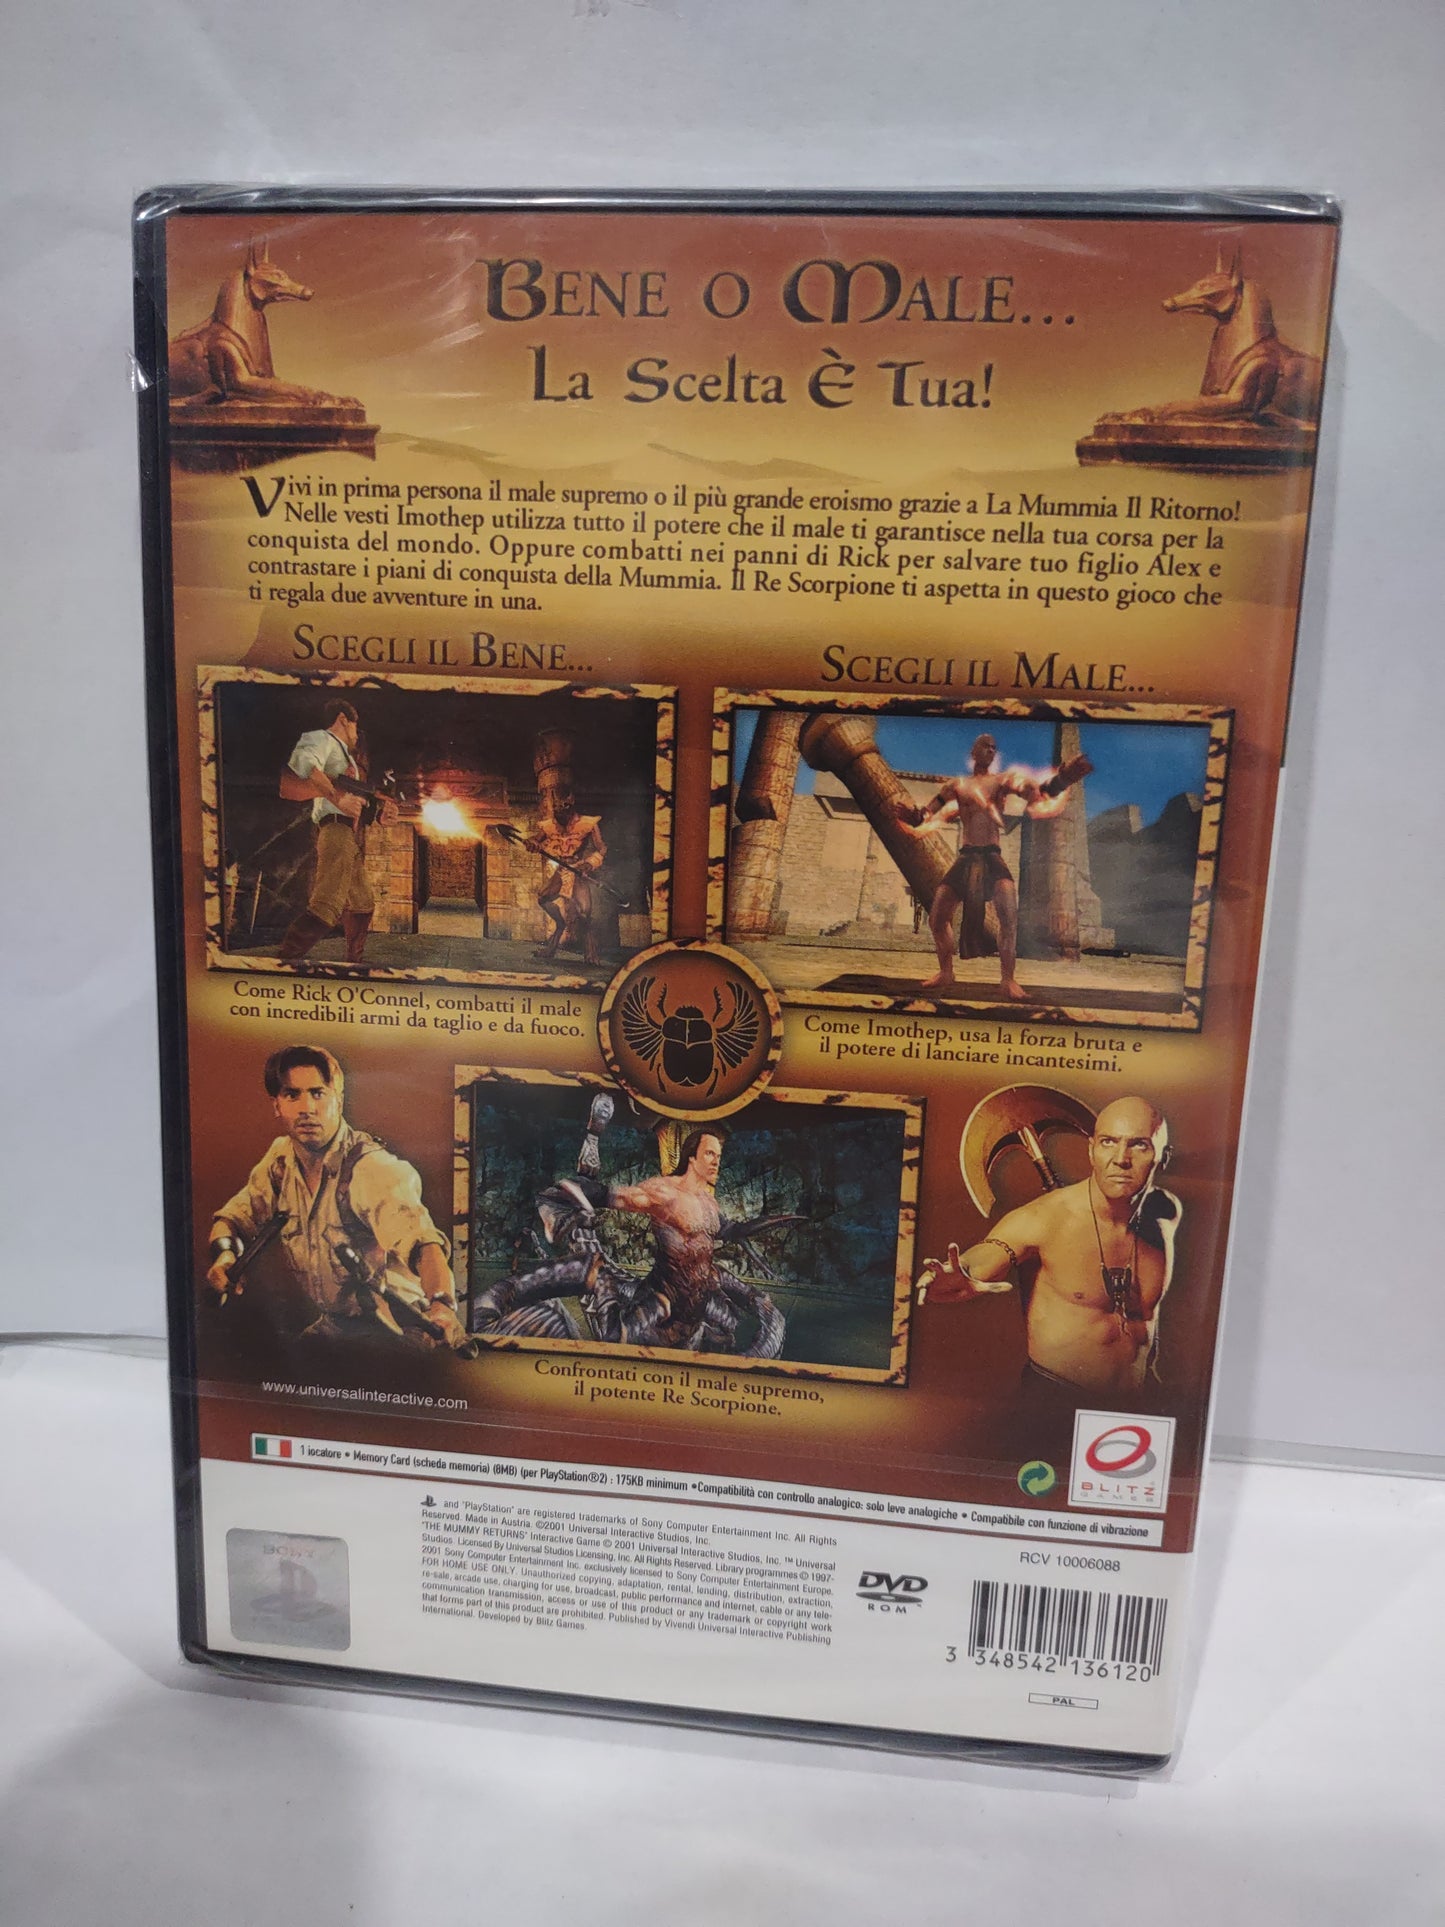 BENE O MALE...
La Scelta È Tua!
Vivi in prima persona il male supremo o il più grande eroismo grazie a La Mummia Il Ritorno!
Nelle vesti Imothep utilizza tutto il potere che il male ti garantisce nella tua corsa per la
conquista del mondo. Oppure combatti nei panni di Rick per salvare tuo figlio Alex e
contrastare i piani di conquista della Mummia. Il Re Scorpione ti aspetta in questo gioco che
ti regala due avventure in una.
SCEGLI IL BENE...
SCEGLI IL MALE...
Come Rick O'Connel, combatti il male
con incredibili armi da taglio e da fuoco.
Come Imothep, usa la forza bruta e
il potere di lanciare incantesimi.
Confrontati con il male supremo,
il potente Re Scorpione.
www.universalinteractive.com
BLITZ
GAMES
1 iocatore • Memory Card (scheda memoria) (8MB) (per PlayStation®2) : 175KB minimum •Compatibilità con controllo analogico: solo leve analogiche • Compatibile con funzione di vibrazione
SONY
and "PlayStation" are registered trademarks of Sony Computer Entertainment Inc. All Rights
Reserved. Made in Austria. ©2001 Universal Interactive Studios, Inc.
"THE MUMMY RETURNS" Interactive Game © 2001 Universal Interactive Studios, Inc. ™ Universal
Studios. Licensed By Universal Studios Licensing, Inc. All Rights Reserved. Library programmes © 1997-
2001 Sony Computer Entertainment Inc. exclusively licensed to Sony Computer Entertainment Europe.
FOR HOME USE ONLY. Unauthorized copying, adaptation, rental, lending, distribution, extraction,
re-sale, arcade use, charging for use, broadcast, public performance and internet, cable or any tele-
communication transmission, access or use of this product or any trademark or copyright work
that forms part of this product are prohibited. Published by Vivendi Universal Interactive Publishing
International. Developed by Blitz Games.
DVD
ROM
RCV 10006088
3 348542 136120
PAL